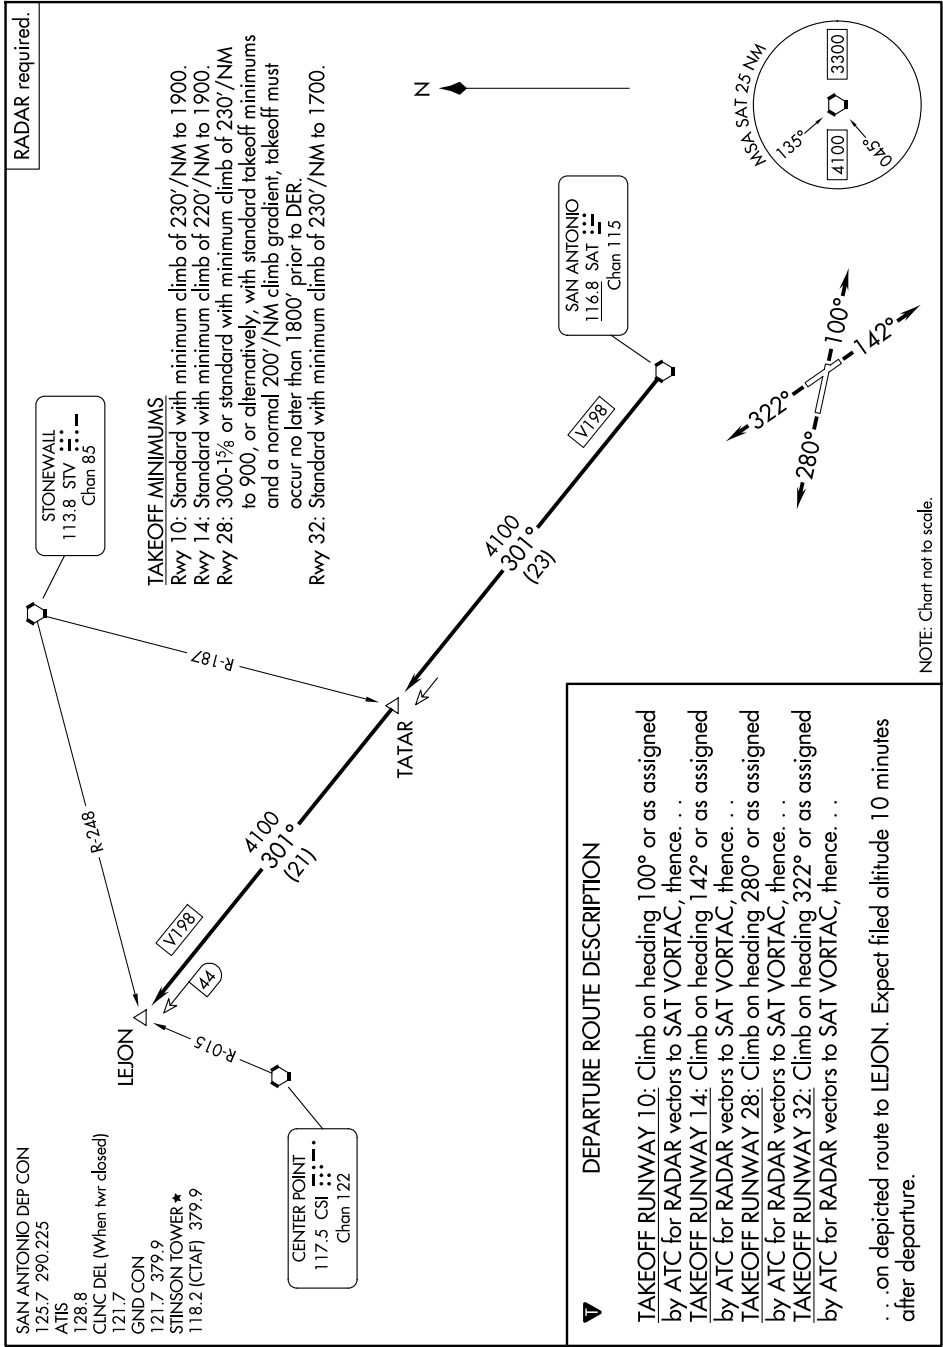 SAN ANTONIO DEP CON
125.7 290.225
ATIS
128.8
CLNC DEL (When twr closed)
121.7
GND CON
121.7 379.9
STINSON TOWER★
118.2 (CTAF) 379.9
RADAR required.
STONEWALL
113.8 STV
Chan 85
R-248
R-187
LEJON
R-015
CENTER POINT
117.5 CSI
Chan 122
V198
44
4100
301°
(21)
TATAR
4100
301°
(23)
V198
SAN ANTONIO
116.8 SAT
Chan 115
TAKEOFF MINIMUMS
Rwy 10: Standard with minimum climb of 230'/NM to 1900.
Rwy 14: Standard with minimum climb of 220'/NM to 1900.
Rwy 28: 300-1⅝ or standard with minimum climb of 230'/NM
to 900, or alternatively, with standard takeoff minimums
and a normal 200'/NM climb gradient, takeoff must
occur no later than 1800' prior to DER.
Rwy 32: Standard with minimum climb of 230'/NM to 1700.
N
MSA SAT 25 NM
135°
4100
3300
045°
322°
100°
280°
142°
NOTE: Chart not to scale.
T
DEPARTURE ROUTE DESCRIPTION
TAKEOFF RUNWAY 10: Climb on heading 100° or as assigned
by ATC for RADAR vectors to SAT VORTAC, thence. . .
TAKEOFF RUNWAY 14: Climb on heading 142° or as assigned
by ATC for RADAR vectors to SAT VORTAC, thence. . .
TAKEOFF RUNWAY 28: Climb on heading 280° or as assigned
by ATC for RADAR vectors to SAT VORTAC, thence. . .
TAKEOFF RUNWAY 32: Climb on heading 322° or as assigned
by ATC for RADAR vectors to SAT VORTAC, thence. . .
. . .on depicted route to LEJON. Expect filed altitude 10 minutes
after departure.